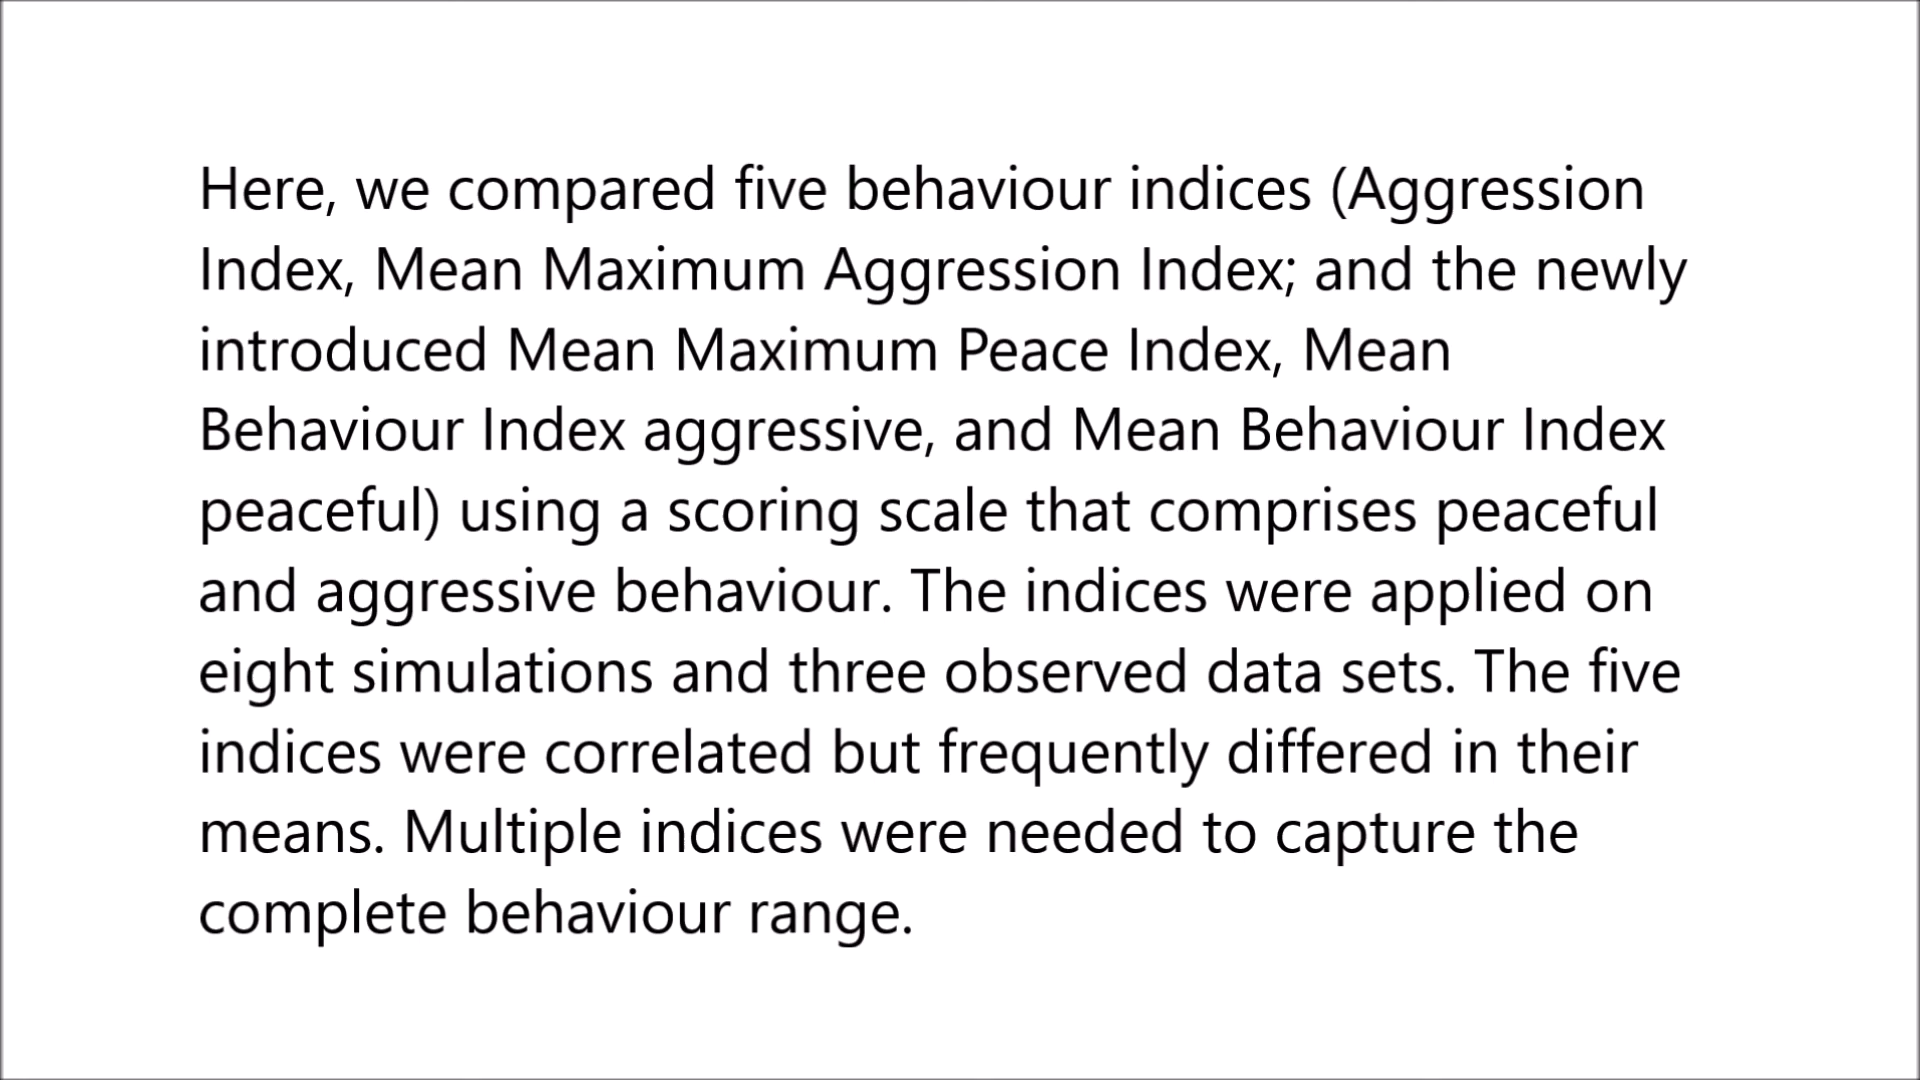 Here, we compared five behaviour indices (Aggression
Index, Mean Maximum Aggression Index; and the newly
introduced Mean Maximum Peace Index, Mean
Behaviour Index aggressive, and Mean Behaviour Index
peaceful) using a scoring scale that comprises peaceful
and aggressive behaviour. The indices were applied on
eight simulations and three observed data sets. The five
indices were correlated but frequently differed in their
means. Multiple indices were needed to capture the
complete behaviour range.